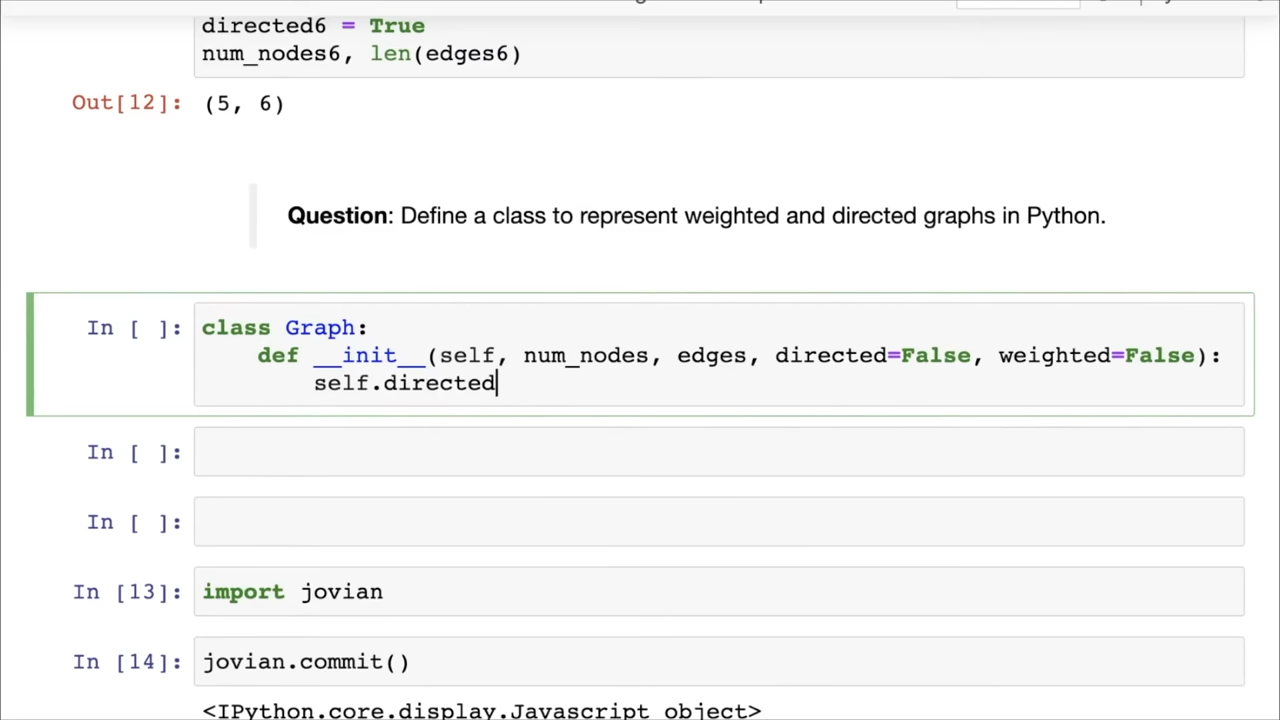 directed6 = True
num_nodes6, len(edges6)
Out[12]: (5, 6)
Question: Define a class to represent weighted and directed graphs in Python.
In [ ]: class Graph:
def __init__(self, num_nodes, edges, directed=False, weighted=False):
self.directed
In [ ]:
In [ ]:
In [13]: import jovian
In [14]: jovian.commit()
<IPython.core.display.Javascript object>